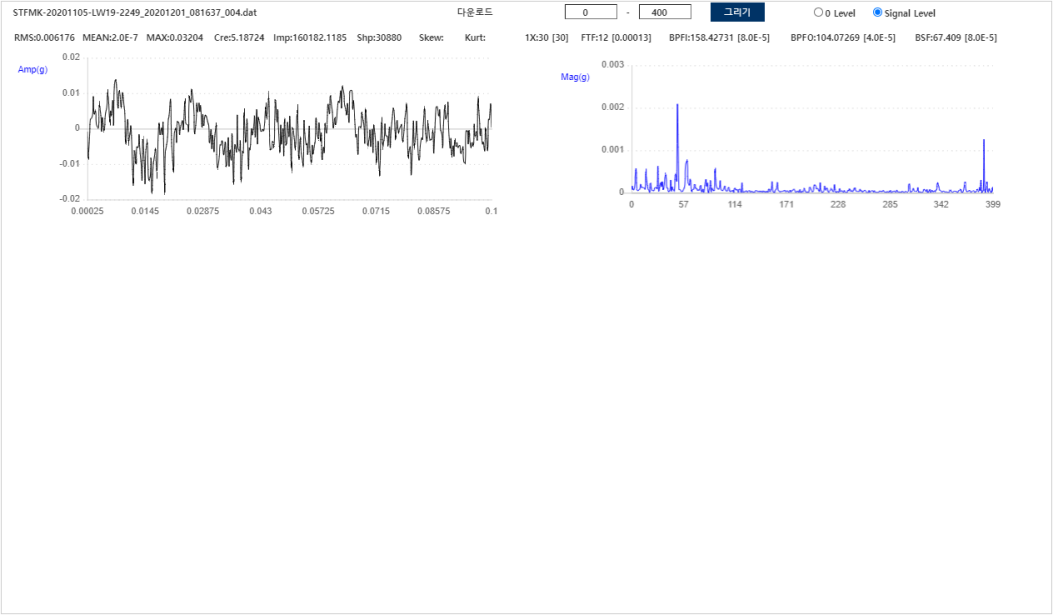 STFMK-20201105-LW19-2249_20201201_081637_004.dat 다운로드 0 - 400 그리기 0 Level Signal Level
RMS:0.006176 MEAN:2.0E-7 MAX:0.03204 Cre:5.18724 Imp:160182.1185 Shp:30880 Skew: Kurt: 1X:30 [30] FTF:12 [0.00013] BPFI:158.42731 [8.0E-5] BPFO:104.07269 [4.0E-5] BSF:67.409 [8.0E-5]
Amp(g)
0.02
0.01
0
-0.01
-0.02
0.00025 0.0145 0.02875 0.043 0.05725 0.0715 0.08575 0.1
Mag(g)
0.003
0.002
0.001
0
0 57 114 171 228 285 342 399